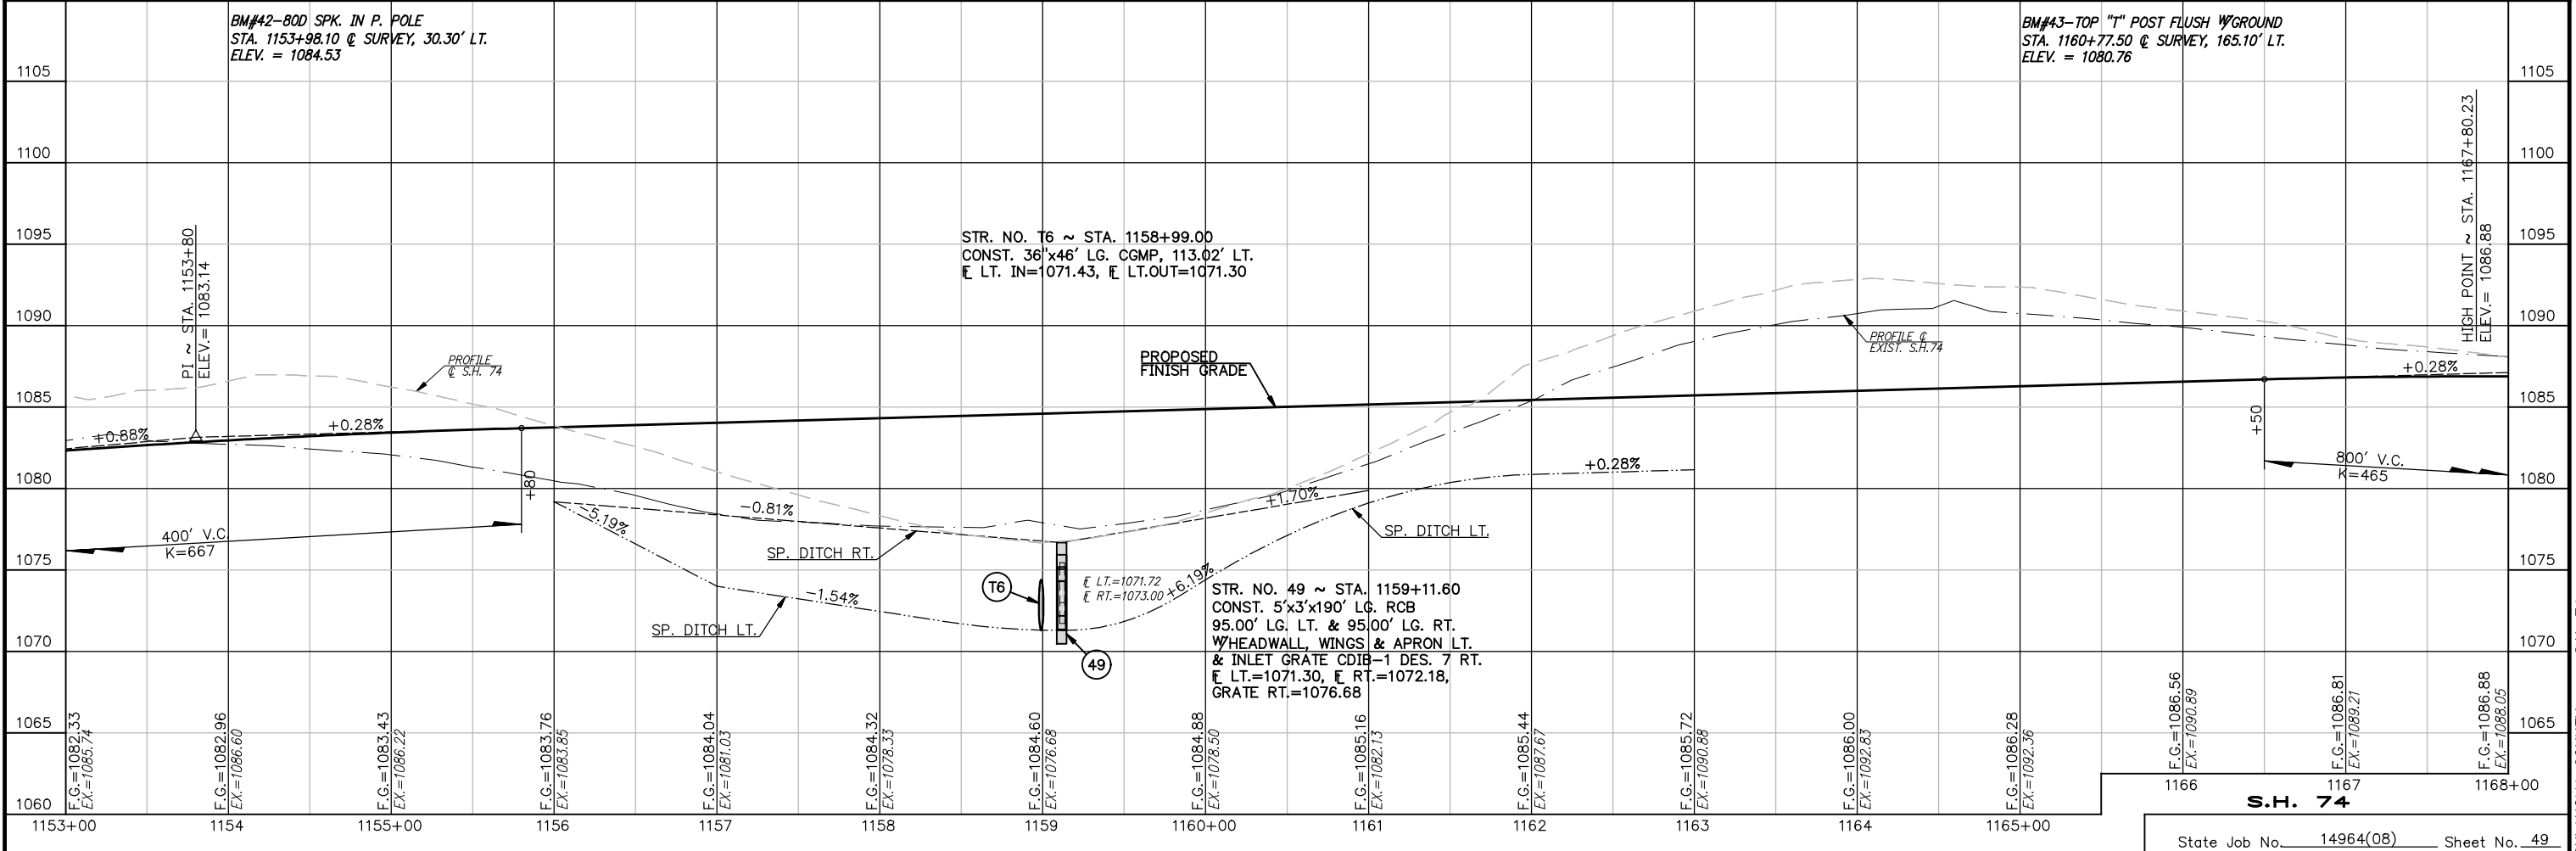 BM#42-80D SPK. IN P. POLE
STA. 1153+98.10 ℄ SURVEY, 30.30' LT.
ELEV. = 1084.53
BM#43-TOP "T" POST FLUSH W/GROUND
STA. 1160+77.50 ℄ SURVEY, 165.10' LT.
ELEV. = 1080.76
1105
1105
1100
1100
1095
1095
1090
1090
1085
1085
1080
1080
1075
1075
1070
1070
1065
1065
1060
PI ~ STA. 1153+80
ELEV.= 1083.14
HIGH POINT ~ STA. 1167+80.23
ELEV.= 1086.88
STR. NO. T6 ~ STA. 1158+99.00
CONST. 36"x46' LG. CGMP, 113.02' LT.
FL LT. IN=1071.43, FL LT.OUT=1071.30
PROFILE
℄ S.H. 74
PROPOSED
FINISH GRADE
PROFILE ℄
EXIST. S.H.74
+0.88%
+0.28%
+0.28%
+80
+50
400' V.C.
K=667
800' V.C.
K=465
-5.19%
-0.81%
+1.70%
+0.28%
SP. DITCH RT.
SP. DITCH LT.
-1.54%
+6.19%
SP. DITCH LT.
T6
49
FL LT.=1071.72
FL RT.=1073.00
STR. NO. 49 ~ STA. 1159+11.60
CONST. 5'x3'x190' LG. RCB
95.00' LG. LT. & 95.00' LG. RT.
W/HEADWALL, WINGS & APRON LT.
& INLET GRATE CDIB-1 DES. 7 RT.
FL LT.=1071.30, FL RT.=1072.18,
GRATE RT.=1076.68
F.G.=1082.33
EX.=1085.74
F.G.=1082.96
EX.=1086.60
F.G.=1083.43
EX.=1086.22
F.G.=1083.76
EX.=1083.85
F.G.=1084.04
EX.=1081.03
F.G.=1084.32
EX.=1078.33
F.G.=1084.60
EX.=1076.68
F.G.=1084.88
EX.=1078.50
F.G.=1085.16
EX.=1082.13
F.G.=1085.44
EX.=1087.67
F.G.=1085.72
EX.=1090.88
F.G.=1086.00
EX.=1092.83
F.G.=1086.28
EX.=1092.36
F.G.=1086.56
EX.=1090.89
F.G.=1086.81
EX.=1089.21
F.G.=1086.88
EX.=1088.05
1153+00
1154
1155+00
1156
1157
1158
1159
1160+00
1161
1162
1163
1164
1165+00
1166
1167
1168+00
S.H. 74
State Job No. 14964(08) Sheet No. 49